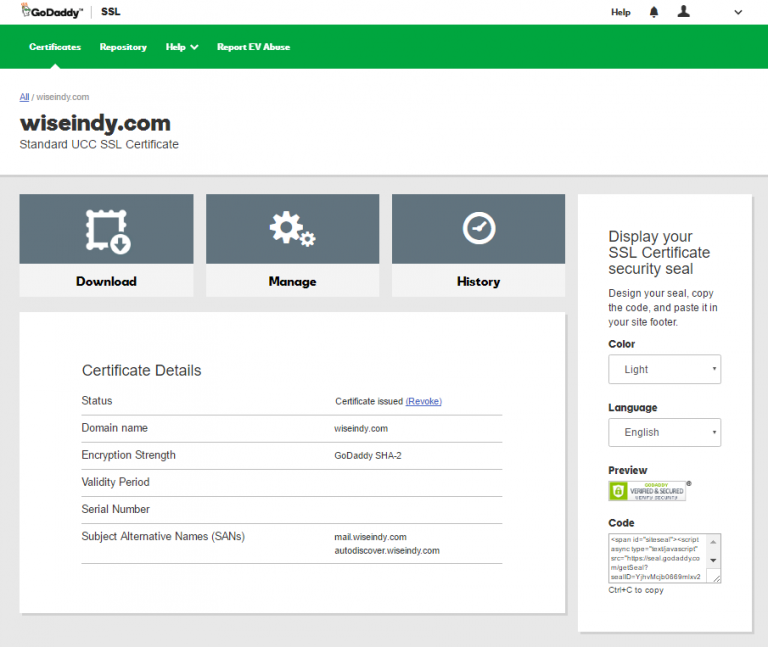 GoDaddy™ SSL
Help
Certificates Repository Help Report EV Abuse
All / wiseindy.com
wiseindy.com
Standard UCC SSL Certificate
Download
Manage
History
Certificate Details
Status Certificate issued (Revoke)
Domain name wiseindy.com
Encryption Strength GoDaddy SHA-2
Validity Period
Serial Number
Subject Alternative Names (SANs) mail.wiseindy.com
autodiscover.wiseindy.com
Display your
SSL Certificate
security seal
Design your seal, copy
the code, and paste it in
your site footer.
Color
Light
Language
English
Preview
GODADDY
VERIFIED & SECURED
VERIFY SECURITY
®
Code
<span id="siteseal"><script
async type="text/javascript"
src="https://seal.godaddy.co
m/getSeal?
Ctrl+C to copy